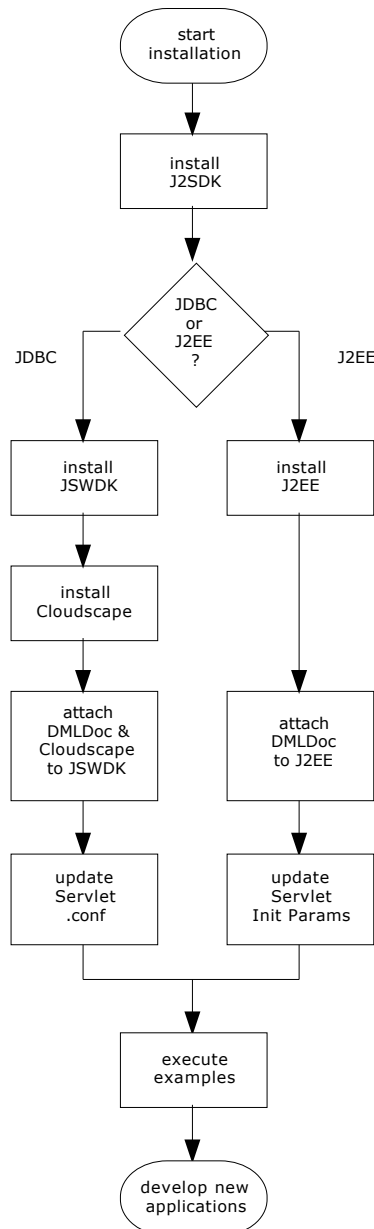 start
installation
install
J2SDK
JDBC
or
J2EE
?
JDBC
J2EE
install
JSWDK
install
J2EE
install
Cloudscape
attach
DMLDoc &
Cloudscape
to JSWDK
attach
DMLDoc
to J2EE
update
Servlet
.conf
update
Servlet
Init Params
execute
examples
develop new
applications